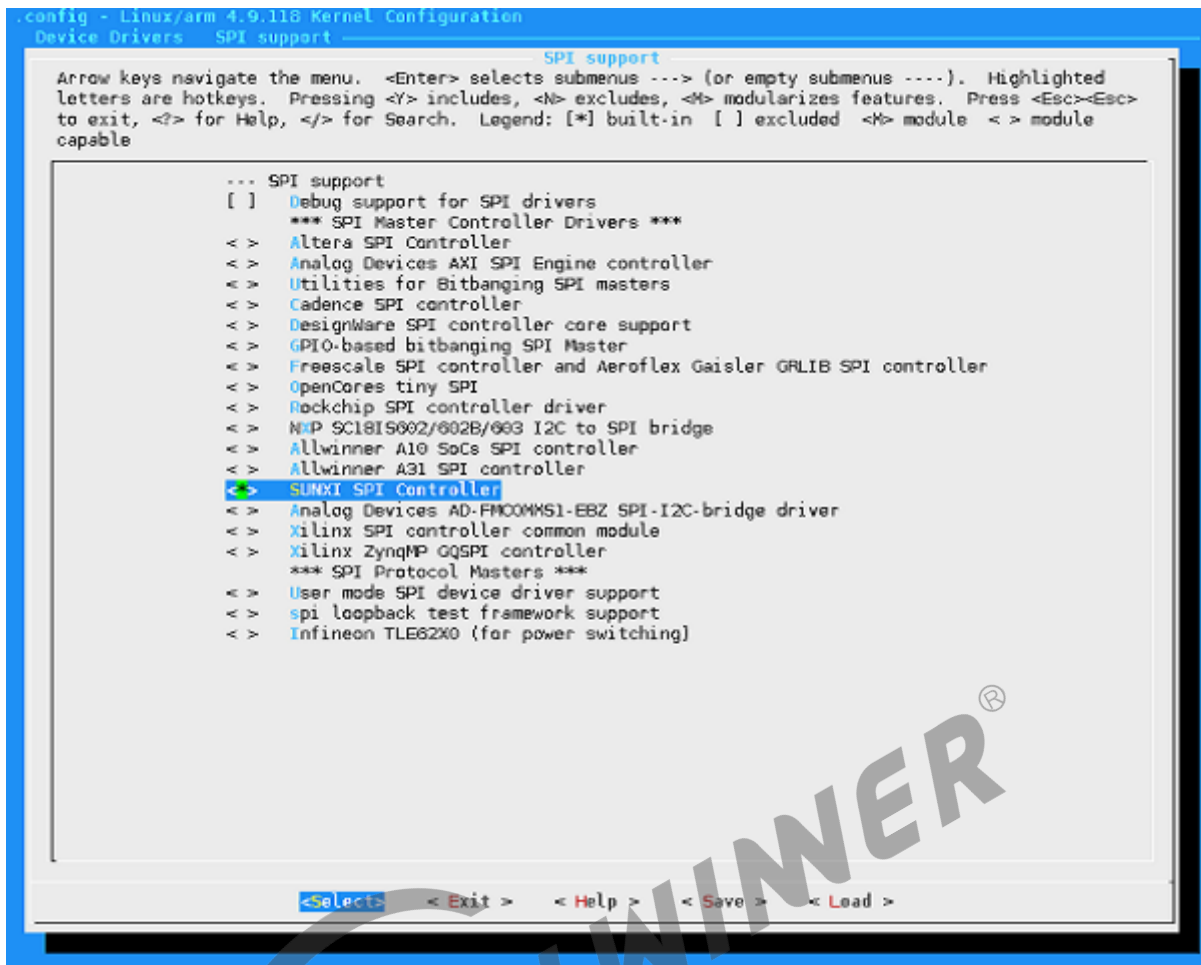 .config - Linux/arm 4.9.118 Kernel Configuration
Device Drivers   SPI support
SPI support
Arrow keys navigate the menu.  <Enter> selects submenus ---> (or empty submenus ----).  Highlighted
letters are hotkeys.  Pressing <Y> includes, <N> excludes, <M> modularizes features.  Press <Esc><Esc>
to exit, <?> for Help, </> for Search.  Legend: [*] built-in  [ ] excluded  <M> module  < > module
capable
--- SPI support
[ ]   Debug support for SPI drivers
*** SPI Master Controller Drivers ***
< >   Altera SPI Controller
< >   Analog Devices AXI SPI Engine controller
< >   Utilities for Bitbanging SPI masters
< >   Cadence SPI controller
< >   DesignWare SPI controller core support
< >   GPIO-based bitbanging SPI Master
< >   Freescale SPI controller and Aeroflex Gaisler GRLIB SPI controller
< >   OpenCores tiny SPI
< >   Rockchip SPI controller driver
< >   NXP SC18IS602/602B/603 I2C to SPI bridge
< >   Allwinner A10 SoCs SPI controller
< >   Allwinner A31 SPI controller
<*>   SUNXI SPI Controller
< >   Analog Devices AD-FMCOMMS1-EBZ SPI-I2C-bridge driver
< >   Xilinx SPI controller common module
< >   Xilinx ZynqMP GQSPI controller
*** SPI Protocol Masters ***
< >   User mode SPI device driver support
< >   spi loopback test framework support
< >   Infineon TLE62X0 (for power switching)
<Select>    < Exit >    < Help >    < Save >    < Load >
WINNER®